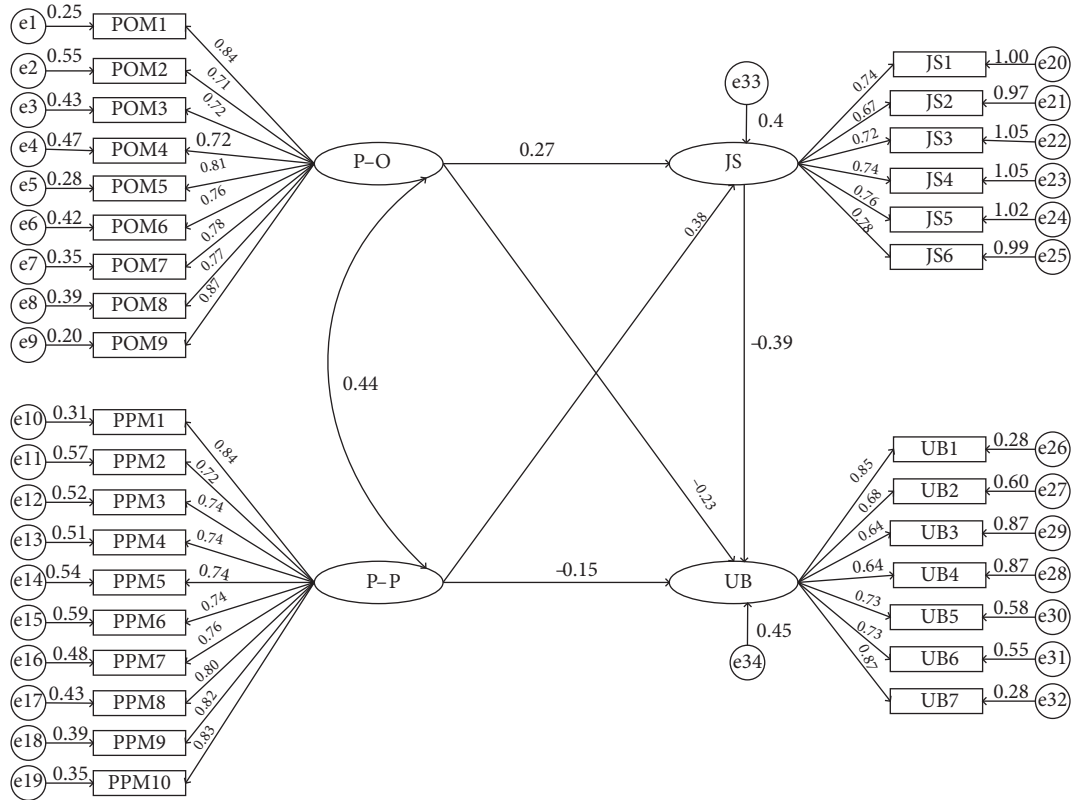 e1 0.25 POM1 0.84
e2 0.55 POM2 0.71
e3 0.43 POM3 0.72
e4 0.47 POM4 0.72
e5 0.28 POM5 0.81
e6 0.42 POM6 0.76
e7 0.35 POM7 0.78
e8 0.39 POM8 0.77
e9 0.20 POM9 0.87
P–O
0.27
e33
0.4
JS
0.74 JS1 1.00 e20
0.67 JS2 0.97 e21
0.72 JS3 1.05 e22
0.74 JS4 1.05 e23
0.76 JS5 1.02 e24
0.78 JS6 0.99 e25
0.38
–0.39
0.44
–0.23
e10 0.31 PPM1 0.84
e11 0.57 PPM2 0.72
e12 0.52 PPM3 0.74
e13 0.51 PPM4 0.74
e14 0.54 PPM5 0.74
e15 0.59 PPM6 0.74
e16 0.48 PPM7 0.76
e17 0.43 PPM8 0.80
e18 0.39 PPM9 0.82
e19 0.35 PPM10 0.83
P–P
–0.15
UB
0.45
e34
0.85 UB1 0.28 e26
0.68 UB2 0.60 e27
0.64 UB3 0.87 e29
0.64 UB4 0.87 e28
0.73 UB5 0.58 e30
0.73 UB6 0.55 e31
0.87 UB7 0.28 e32